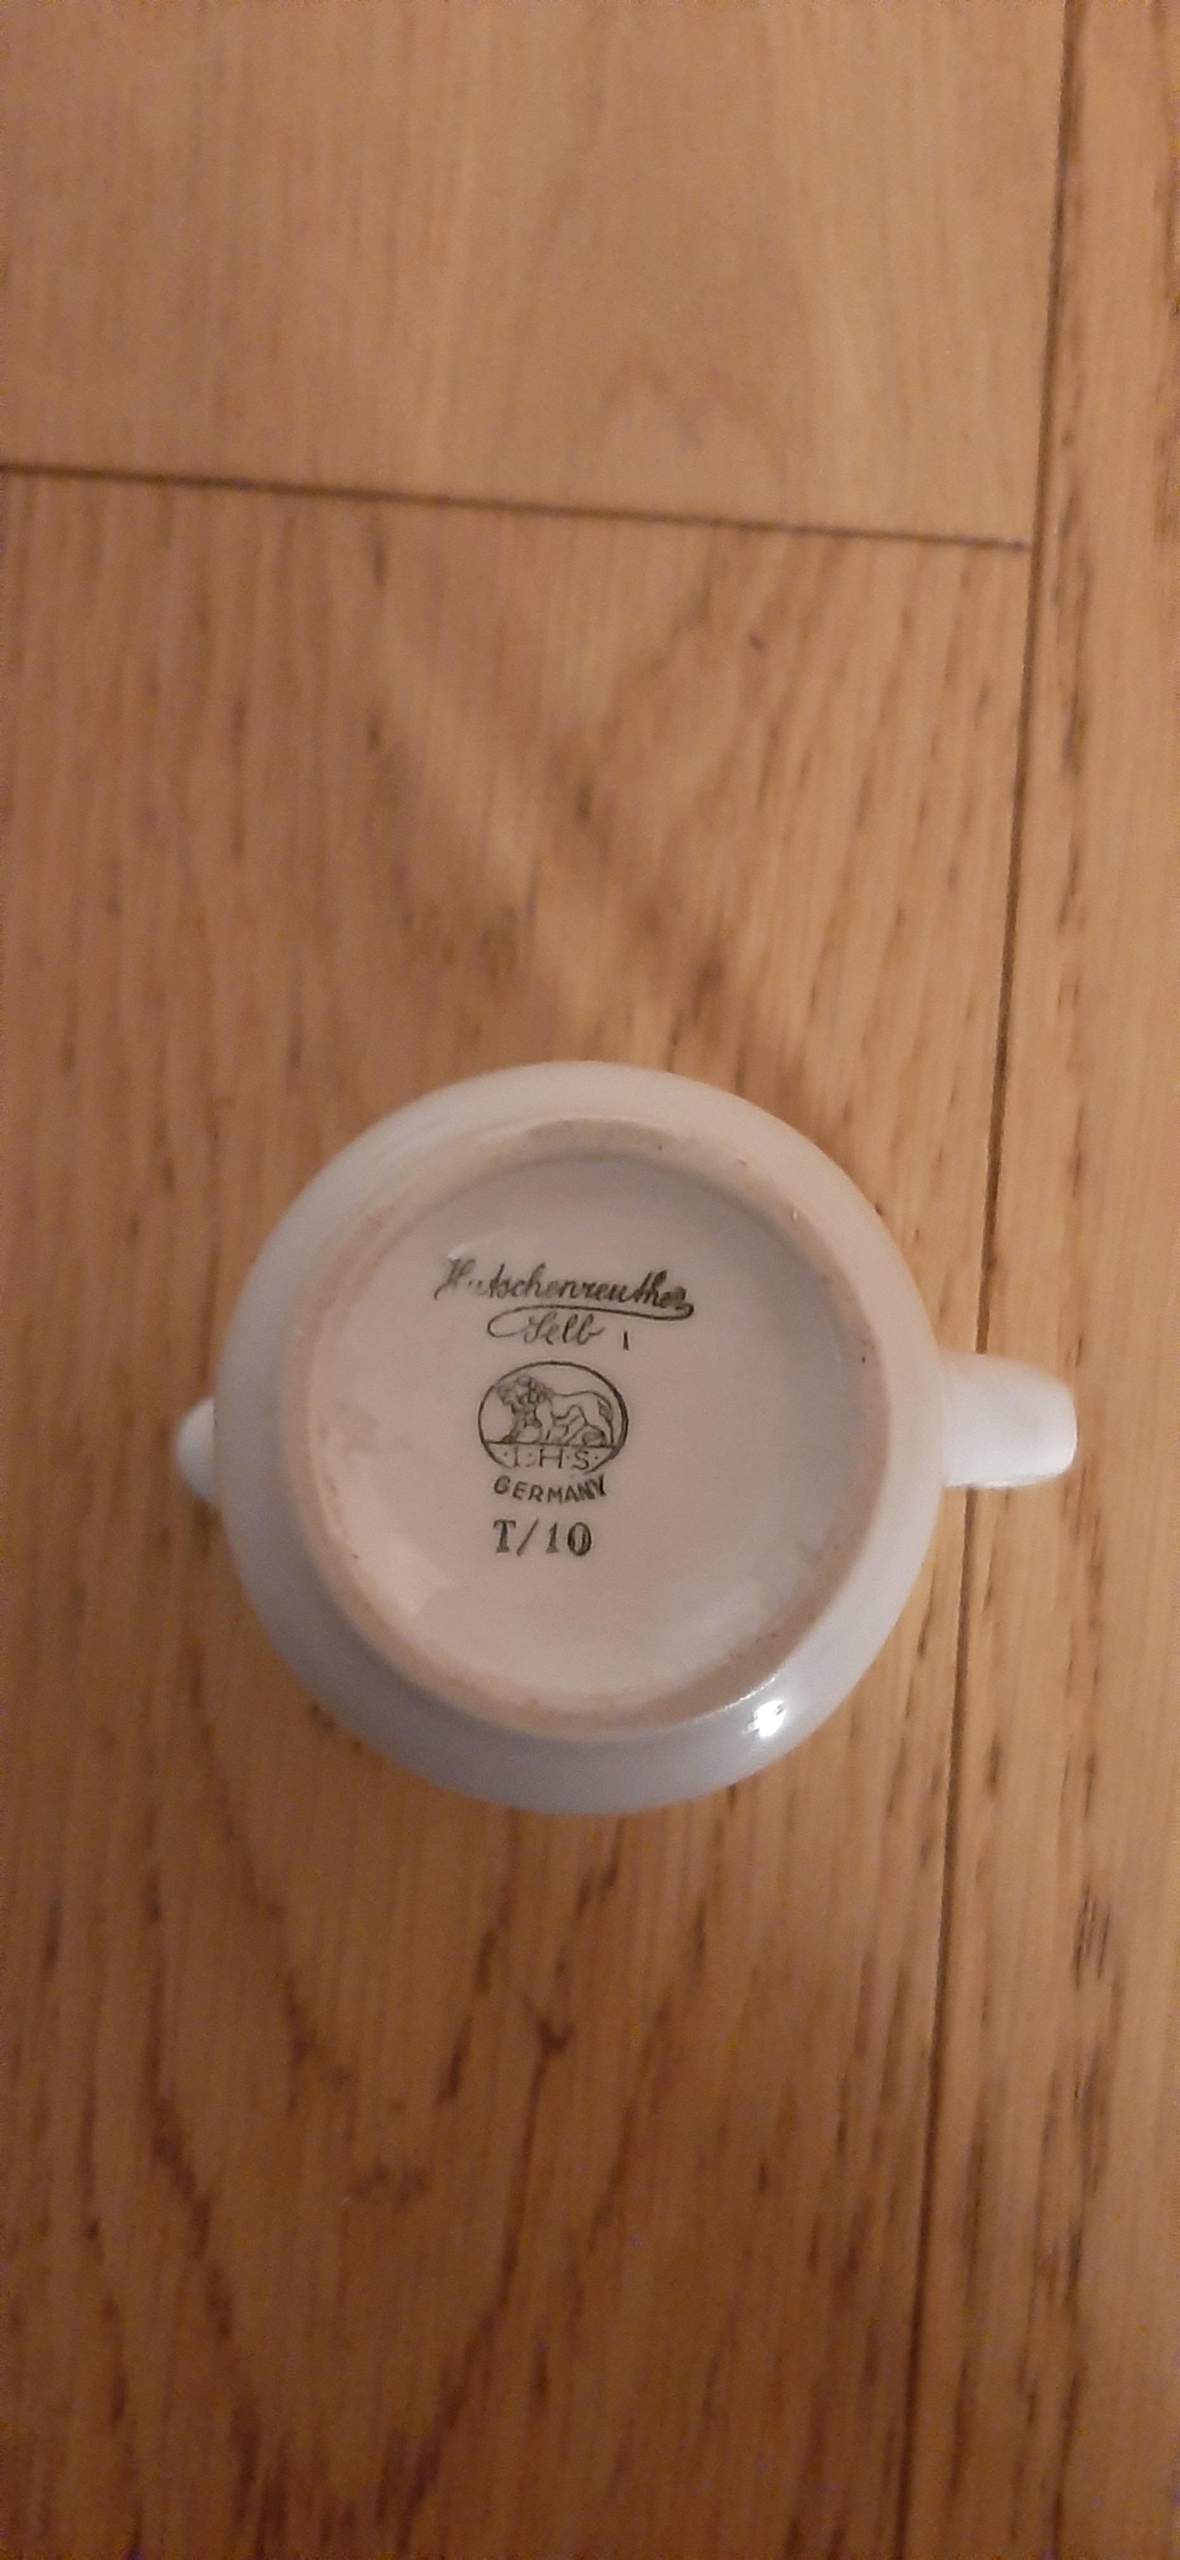 Hutschenreuther
Selb
L·H·S·
GERMANY
T/10